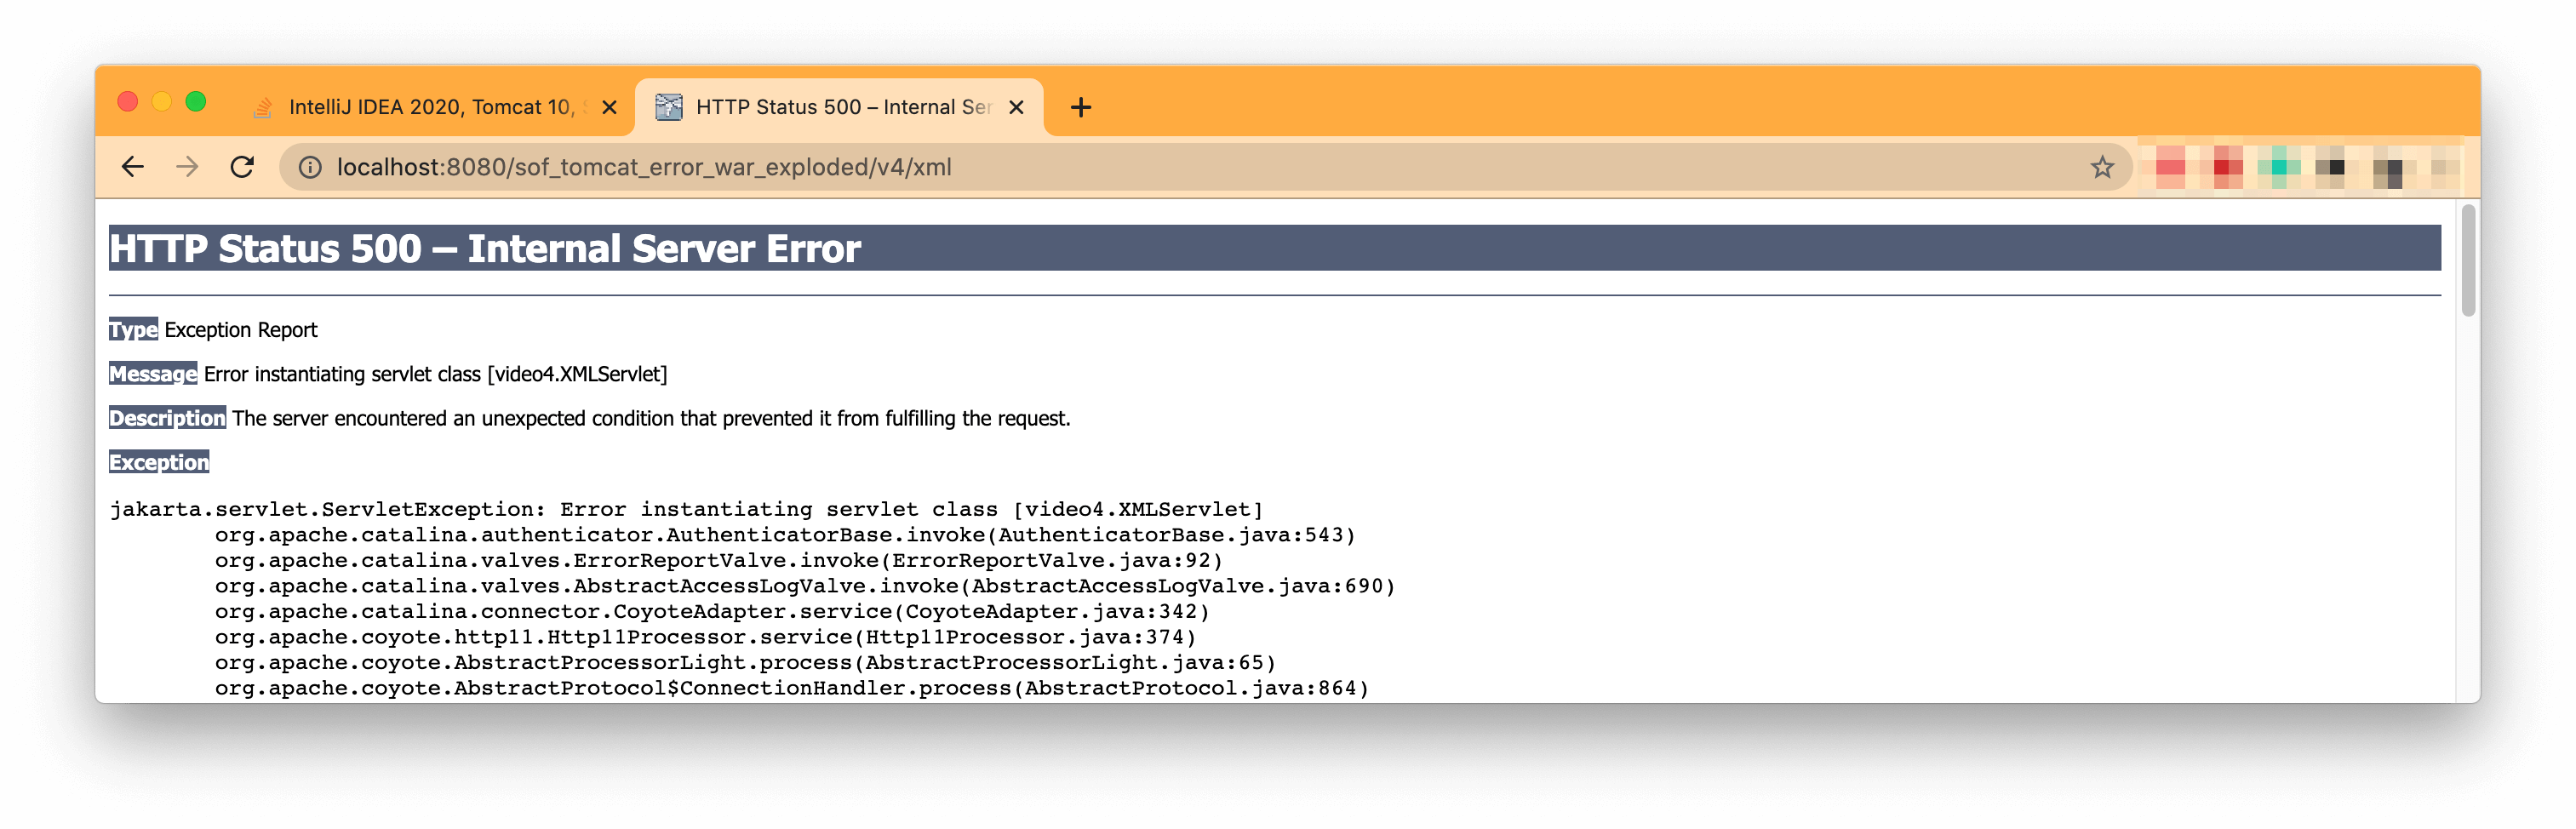 IntelliJ IDEA 2020, Tomcat 10,
HTTP Status 500 – Internal Ser
localhost:8080/sof_tomcat_error_war_exploded/v4/xml
HTTP Status 500 – Internal Server Error
Type Exception Report
Message Error instantiating servlet class [video4.XMLServlet]
Description The server encountered an unexpected condition that prevented it from fulfilling the request.
Exception
jakarta.servlet.ServletException: Error instantiating servlet class [video4.XMLServlet]
org.apache.catalina.authenticator.AuthenticatorBase.invoke(AuthenticatorBase.java:543)
org.apache.catalina.valves.ErrorReportValve.invoke(ErrorReportValve.java:92)
org.apache.catalina.valves.AbstractAccessLogValve.invoke(AbstractAccessLogValve.java:690)
org.apache.catalina.connector.CoyoteAdapter.service(CoyoteAdapter.java:342)
org.apache.coyote.http11.Http11Processor.service(Http11Processor.java:374)
org.apache.coyote.AbstractProcessorLight.process(AbstractProcessorLight.java:65)
org.apache.coyote.AbstractProtocol$ConnectionHandler.process(AbstractProtocol.java:864)